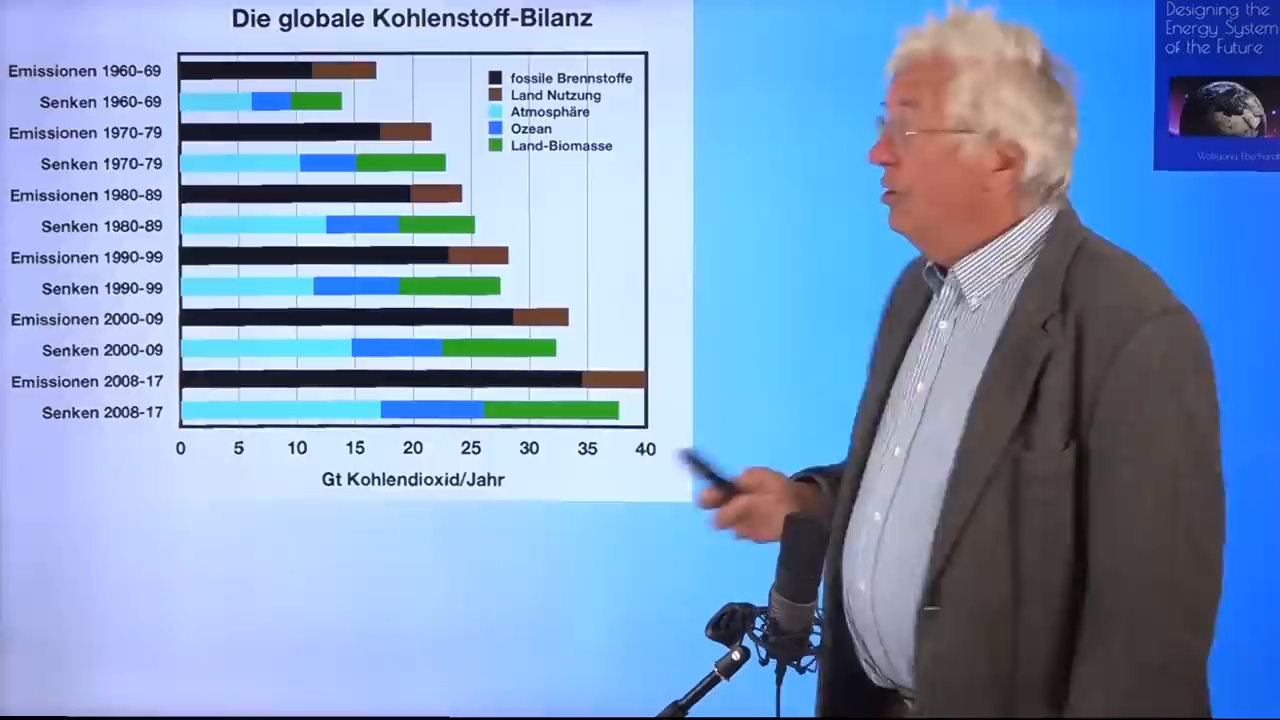 Die globale Kohlenstoff-Bilanz
Emissionen 1960-69
Senken 1960-69
Emissionen 1970-79
Senken 1970-79
Emissionen 1980-89
Senken 1980-89
Emissionen 1990-99
Senken 1990-99
Emissionen 2000-09
Senken 2000-09
Emissionen 2008-17
Senken 2008-17
fossile Brennstoffe
Land Nutzung
Atmosphäre
Ozean
Land-Biomasse
0 5 10 15 20 25 30 35 40
Gt Kohlendioxid/Jahr
Designing the
Energy System
of the Future
Wolfgang Eberhardt